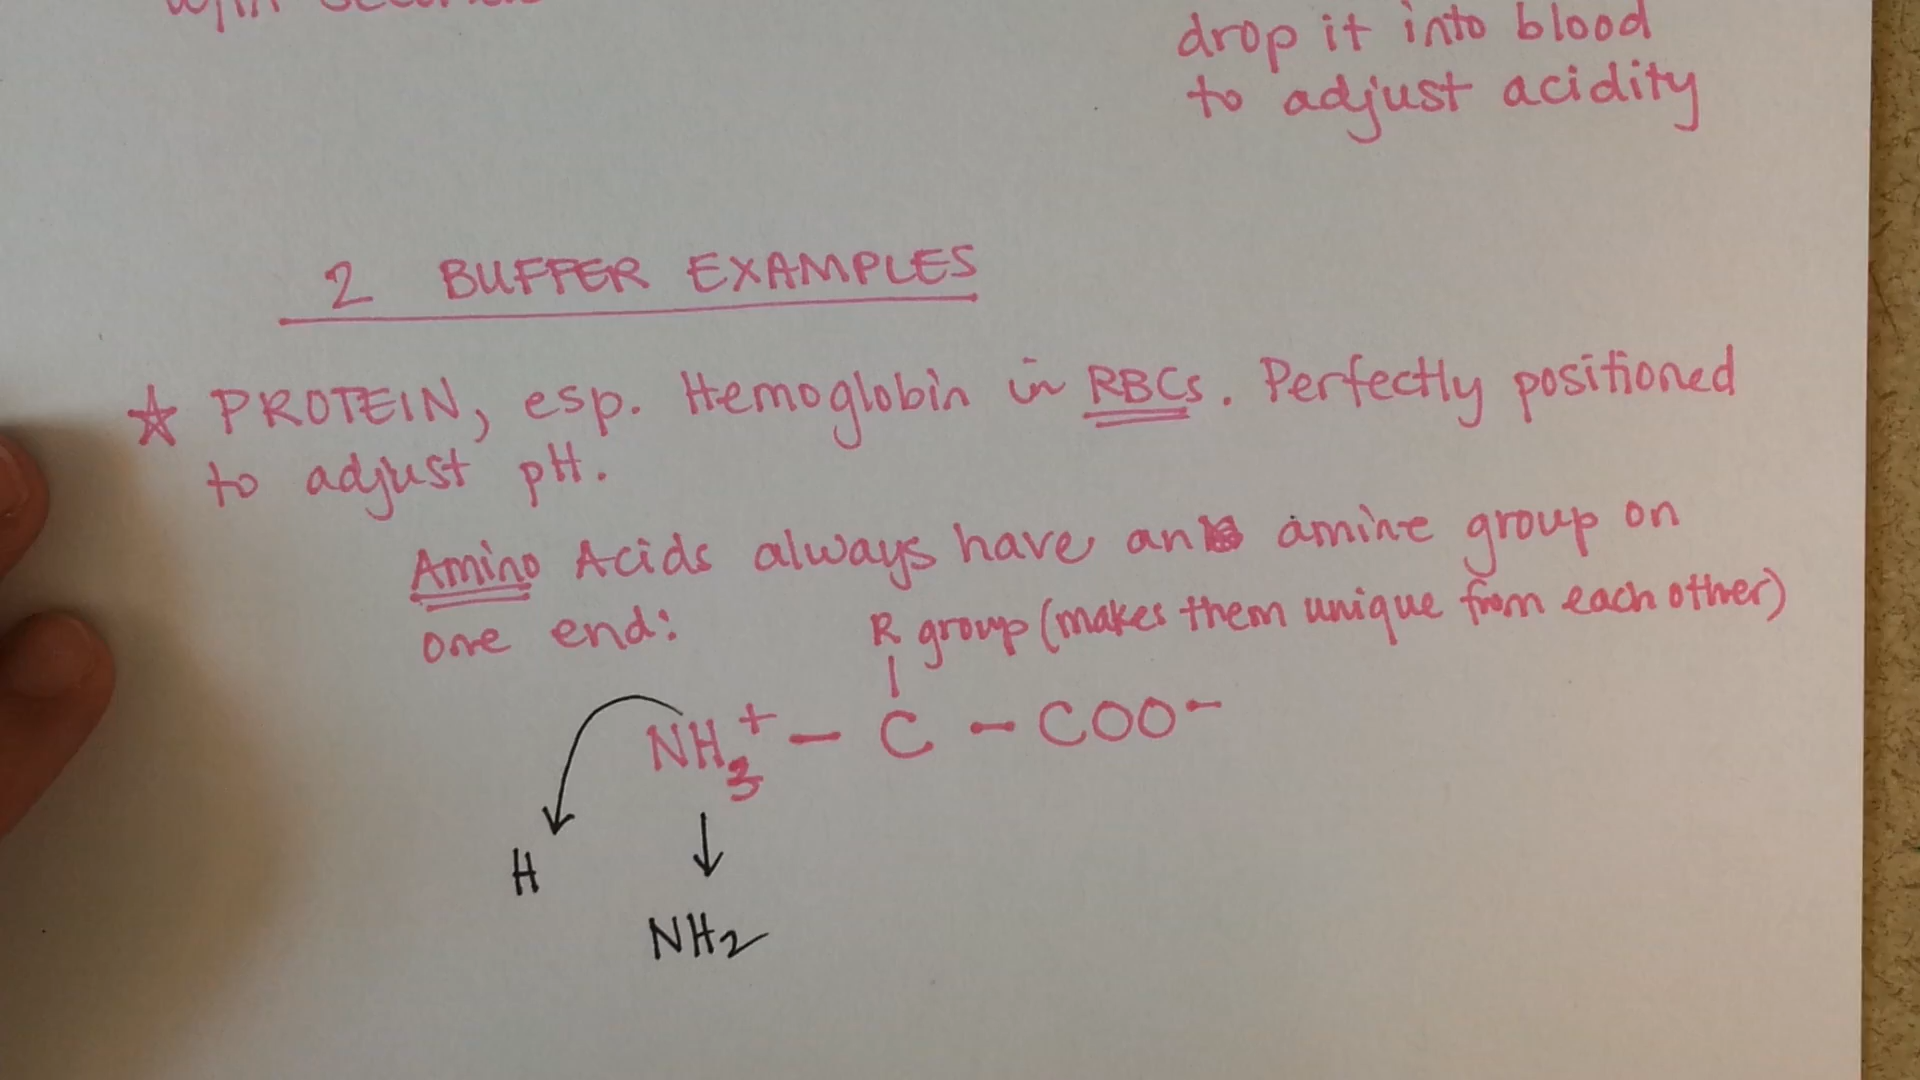 drop it into blood
to adjust acidity
2 BUFFER EXAMPLES
☆ PROTEIN, esp. Hemoglobin in RBCs. Perfectly positioned
to adjust pH.
Amino Acids always have an amine group on
one end:
R group (makes them unique from each other)
NH3+ – C – COO-
H
NH2